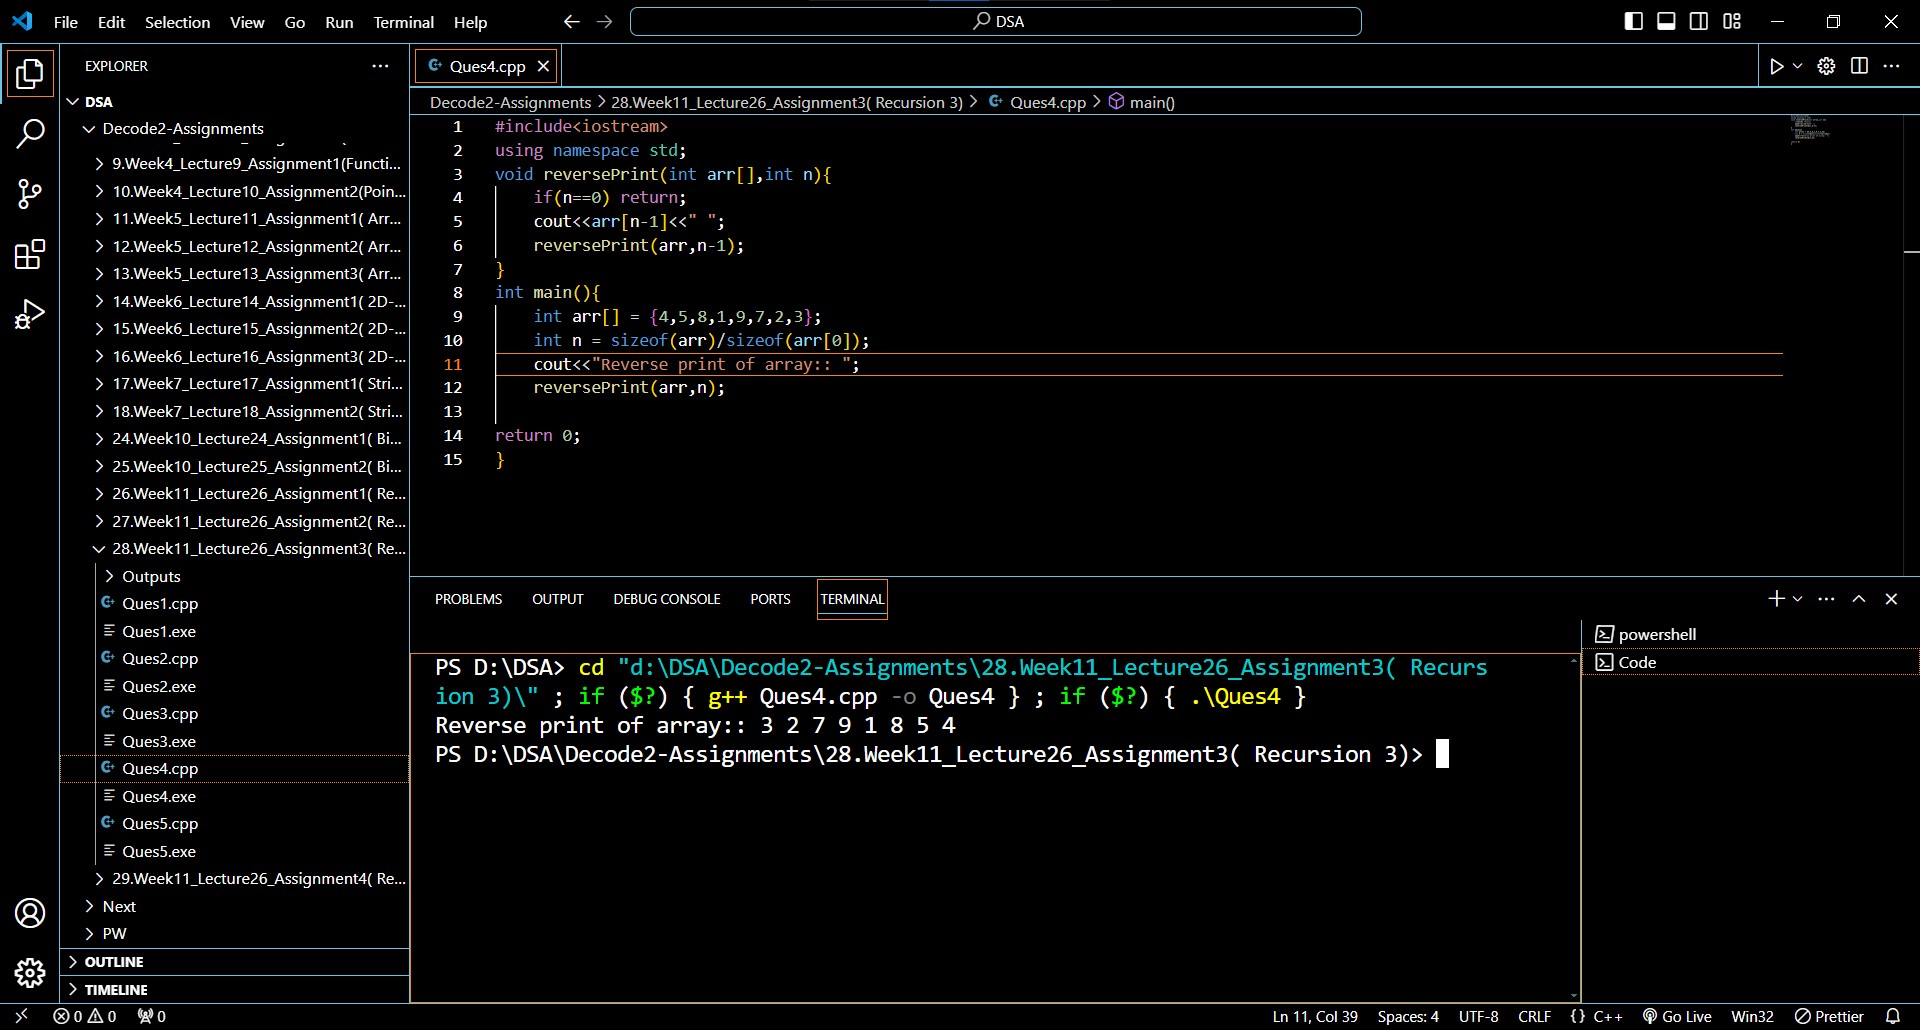 File Edit Selection View Go Run Terminal Help
DSA
EXPLORER
DSA
Decode2-Assignments
9.Week4_Lecture9_Assignment1(Functi...
10.Week4_Lecture10_Assignment2(Poin...
11.Week5_Lecture11_Assignment1( Arr...
12.Week5_Lecture12_Assignment2( Arr...
13.Week5_Lecture13_Assignment3( Arr...
14.Week6_Lecture14_Assignment1( 2D-...
15.Week6_Lecture15_Assignment2( 2D-...
16.Week6_Lecture16_Assignment3( 2D-...
17.Week7_Lecture17_Assignment1( Stri...
18.Week7_Lecture18_Assignment2( Stri...
24.Week10_Lecture24_Assignment1( Bi...
25.Week10_Lecture25_Assignment2( Bi...
26.Week11_Lecture26_Assignment1( Re...
27.Week11_Lecture26_Assignment2( Re...
28.Week11_Lecture26_Assignment3( Re...
Outputs
Ques1.cpp
Ques1.exe
Ques2.cpp
Ques2.exe
Ques3.cpp
Ques3.exe
Ques4.cpp
Ques4.exe
Ques5.cpp
Ques5.exe
29.Week11_Lecture26_Assignment4( Re...
Next
PW
OUTLINE
TIMELINE
Ques4.cpp
Decode2-Assignments > 28.Week11_Lecture26_Assignment3( Recursion 3) > Ques4.cpp > main()
1 #include<iostream>
2 using namespace std;
3 void reversePrint(int arr[],int n){
4 if(n==0) return;
5 cout<<arr[n-1]<<" ";
6 reversePrint(arr,n-1);
7 }
8 int main(){
9 int arr[] = {4,5,8,1,9,7,2,3};
10 int n = sizeof(arr)/sizeof(arr[0]);
11 cout<<"Reverse print of array:: ";
12 reversePrint(arr,n);
13
14 return 0;
15 }
PROBLEMS OUTPUT DEBUG CONSOLE PORTS TERMINAL
PS D:\DSA> cd "d:\DSA\Decode2-Assignments\28.Week11_Lecture26_Assignment3( Recurs
ion 3)\" ; if ($?) { g++ Ques4.cpp -o Ques4 } ; if ($?) { .\Ques4 }
Reverse print of array:: 3 2 7 9 1 8 5 4
PS D:\DSA\Decode2-Assignments\28.Week11_Lecture26_Assignment3( Recursion 3)>
powershell
Code
0 0 0
Ln 11, Col 39 Spaces: 4 UTF-8 CRLF {} C++ Go Live Win32 Prettier